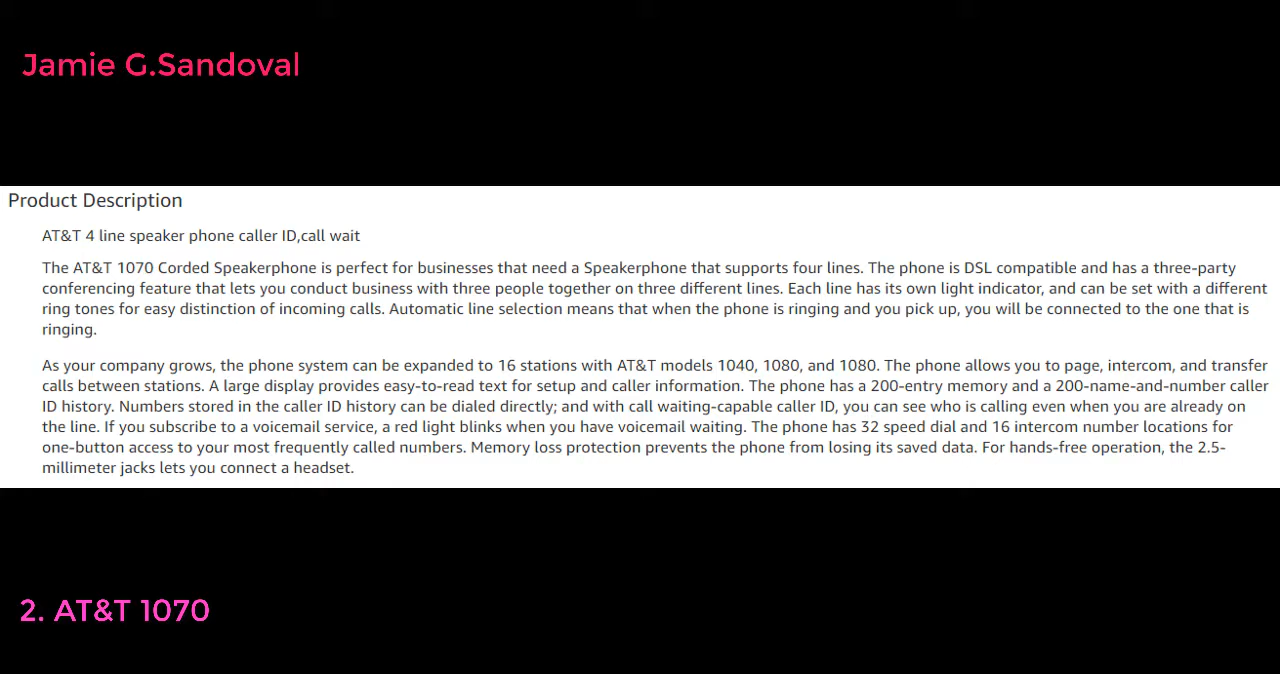 Jamie G.Sandoval
Product Description
AT&T 4 line speaker phone caller ID,call wait
The AT&T 1070 Corded Speakerphone is perfect for businesses that need a Speakerphone that supports four lines. The phone is DSL compatible and has a three-party
conferencing feature that lets you conduct business with three people together on three different lines. Each line has its own light indicator, and can be set with a different
ring tones for easy distinction of incoming calls. Automatic line selection means that when the phone is ringing and you pick up, you will be connected to the one that is
ringing.
As your company grows, the phone system can be expanded to 16 stations with AT&T models 1040, 1080, and 1080. The phone allows you to page, intercom, and transfer
calls between stations. A large display provides easy-to-read text for setup and caller information. The phone has a 200-entry memory and a 200-name-and-number caller
ID history. Numbers stored in the caller ID history can be dialed directly; and with call waiting-capable caller ID, you can see who is calling even when you are already on
the line. If you subscribe to a voicemail service, a red light blinks when you have voicemail waiting. The phone has 32 speed dial and 16 intercom number locations for
one-button access to your most frequently called numbers. Memory loss protection prevents the phone from losing its saved data. For hands-free operation, the 2.5-
millimeter jacks lets you connect a headset.
2. AT&T 1070